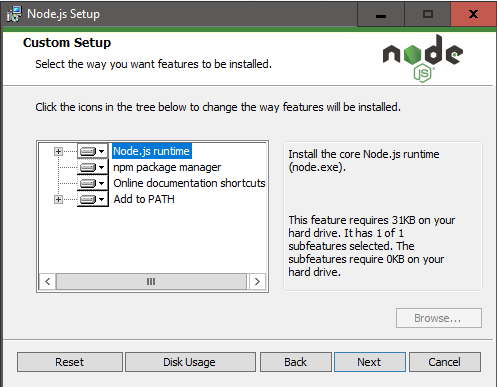 Node.js Setup
Custom Setup
Select the way you want features to be installed.
node
JS
Click the icons in the tree below to change the way features will be installed.
Node.js runtime
npm package manager
Online documentation shortcuts
Add to PATH
Install the core Node.js runtime
(node.exe).
This feature requires 31KB on your
hard drive. It has 1 of 1
subfeatures selected. The
subfeatures require 0KB on your
hard drive.
Browse...
Reset
Disk Usage
Back
Next
Cancel